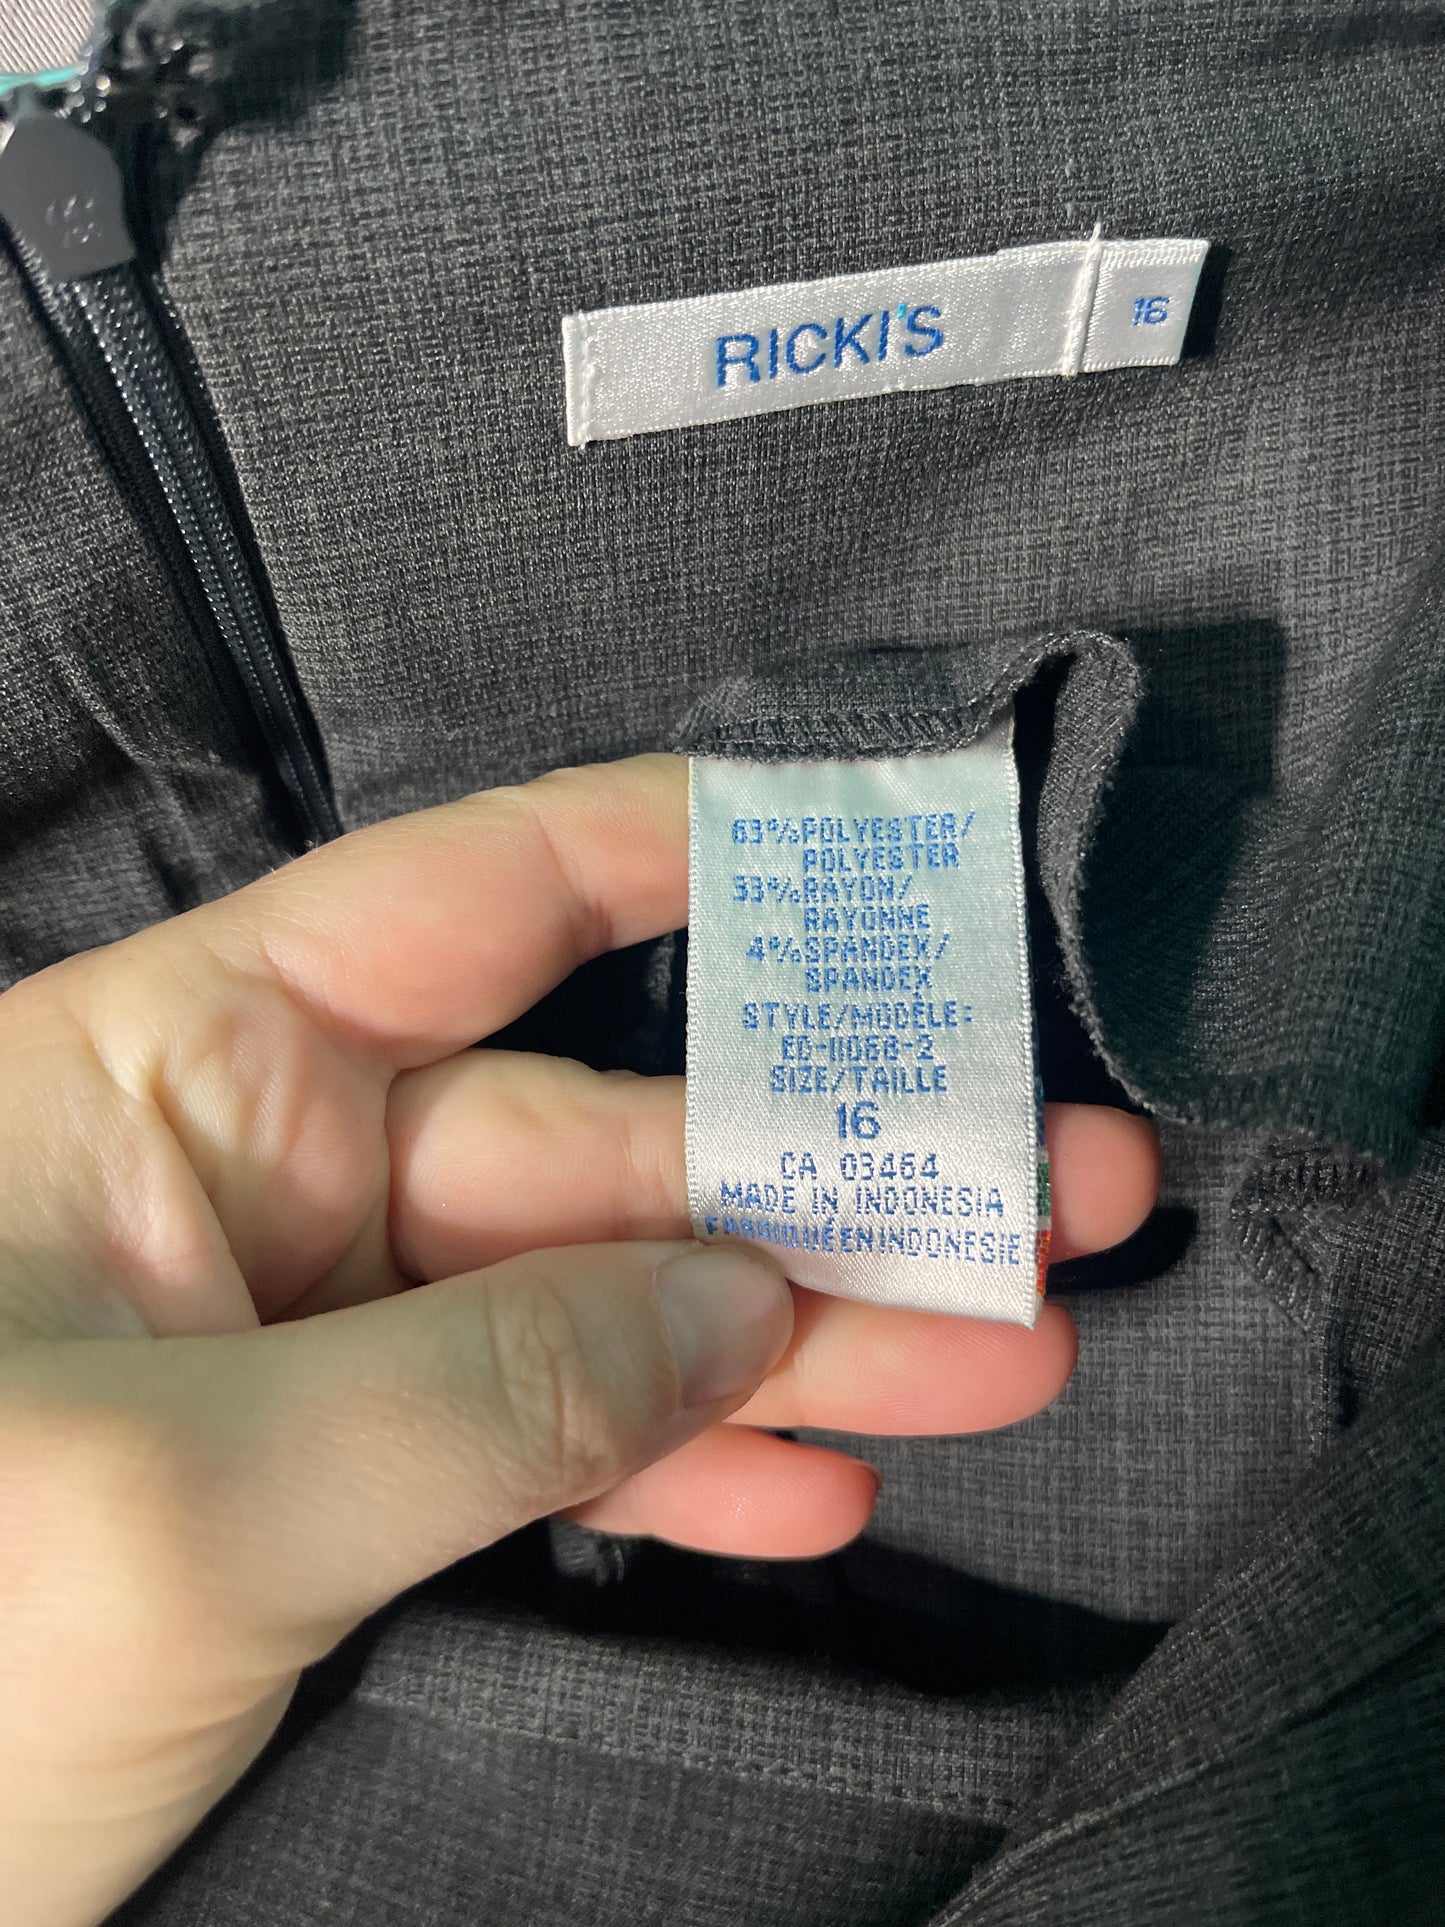 RICKI'S
16
63%POLYESTER/
POLYESTER
33%RAYON/
RAYONNE
4%SPANDEX/
SPANDEX
STYLE/MODÈLE:
SIZE/TAILLE
16
CA 03464
MADE IN INDONESIA
FABRIQUÉ EN INDONESIE